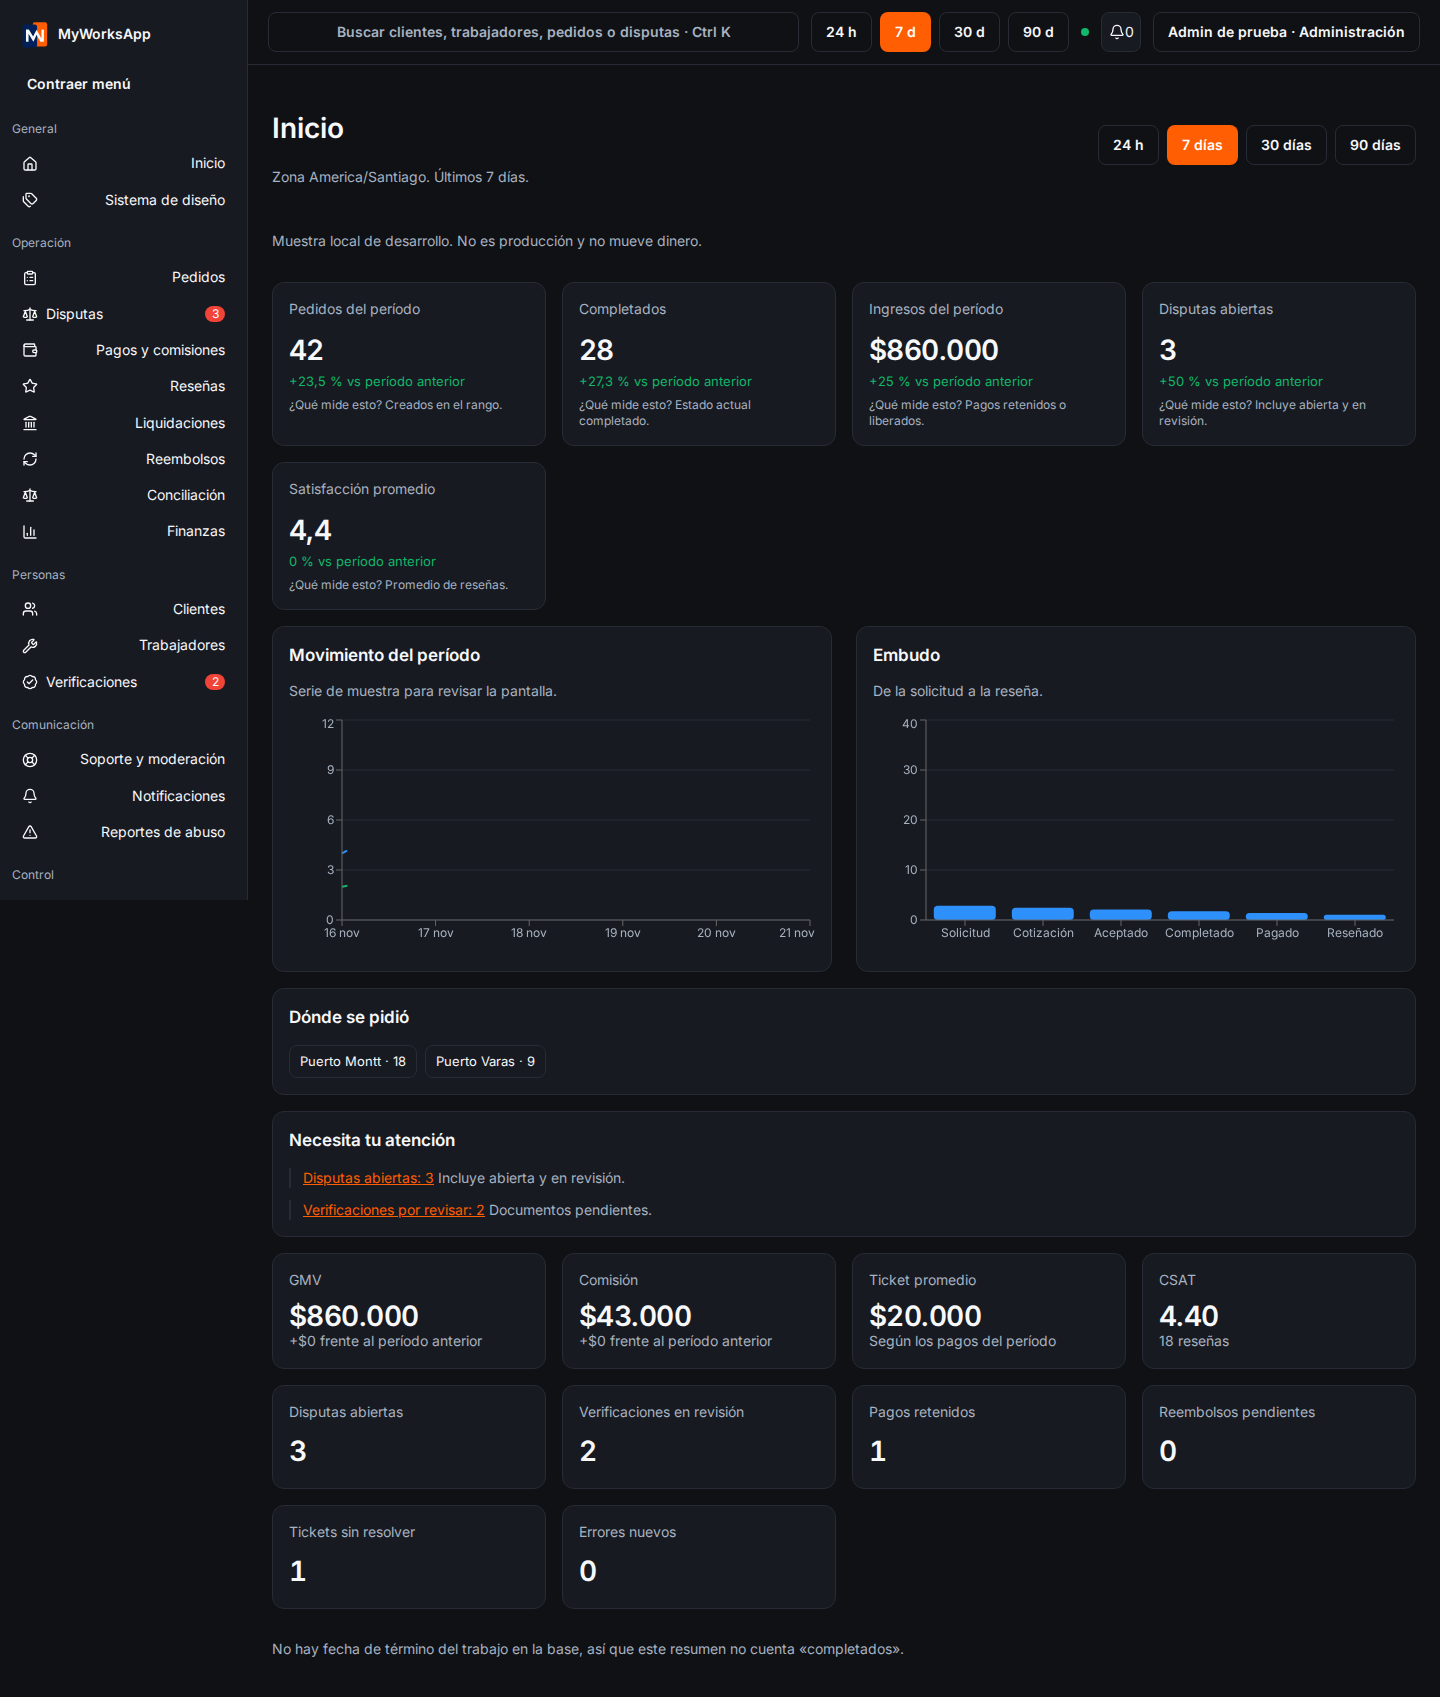 MyWorksApp
Contraer menú
General
Inicio
Sistema de diseño
Operación
Pedidos
Disputas 3
Pagos y comisiones
Reseñas
Liquidaciones
Reembolsos
Conciliación
Finanzas
Personas
Clientes
Trabajadores
Verificaciones 2
Comunicación
Soporte y moderación
Notificaciones
Reportes de abuso
Control
Buscar clientes, trabajadores, pedidos o disputas · Ctrl K
24 h
7 d
30 d
90 d
0
Admin de prueba · Administración
Inicio
Zona America/Santiago. Últimos 7 días.
24 h
7 días
30 días
90 días
Muestra local de desarrollo. No es producción y no mueve dinero.
Pedidos del período
42
+23,5 % vs período anterior
¿Qué mide esto? Creados en el rango.
Completados
28
+27,3 % vs período anterior
¿Qué mide esto? Estado actual
completado.
Ingresos del período
$860.000
+25 % vs período anterior
¿Qué mide esto? Pagos retenidos o
liberados.
Disputas abiertas
3
+50 % vs período anterior
¿Qué mide esto? Incluye abierta y en
revisión.
Satisfacción promedio
4,4
0 % vs período anterior
¿Qué mide esto? Promedio de reseñas.
Movimiento del período
Serie de muestra para revisar la pantalla.
12
9
6
3
0
16 nov
17 nov
18 nov
19 nov
20 nov
21 nov
Embudo
De la solicitud a la reseña.
40
30
20
10
0
Solicitud
Cotización
Aceptado
Completado
Pagado
Reseñado
Dónde se pidió
Puerto Montt · 18
Puerto Varas · 9
Necesita tu atención
Disputas abiertas: 3 Incluye abierta y en revisión.
Verificaciones por revisar: 2 Documentos pendientes.
GMV
$860.000
+$0 frente al período anterior
Comisión
$43.000
+$0 frente al período anterior
Ticket promedio
$20.000
Según los pagos del período
CSAT
4.40
18 reseñas
Disputas abiertas
3
Verificaciones en revisión
2
Pagos retenidos
1
Reembolsos pendientes
0
Tickets sin resolver
1
Errores nuevos
0
No hay fecha de término del trabajo en la base, así que este resumen no cuenta «completados».